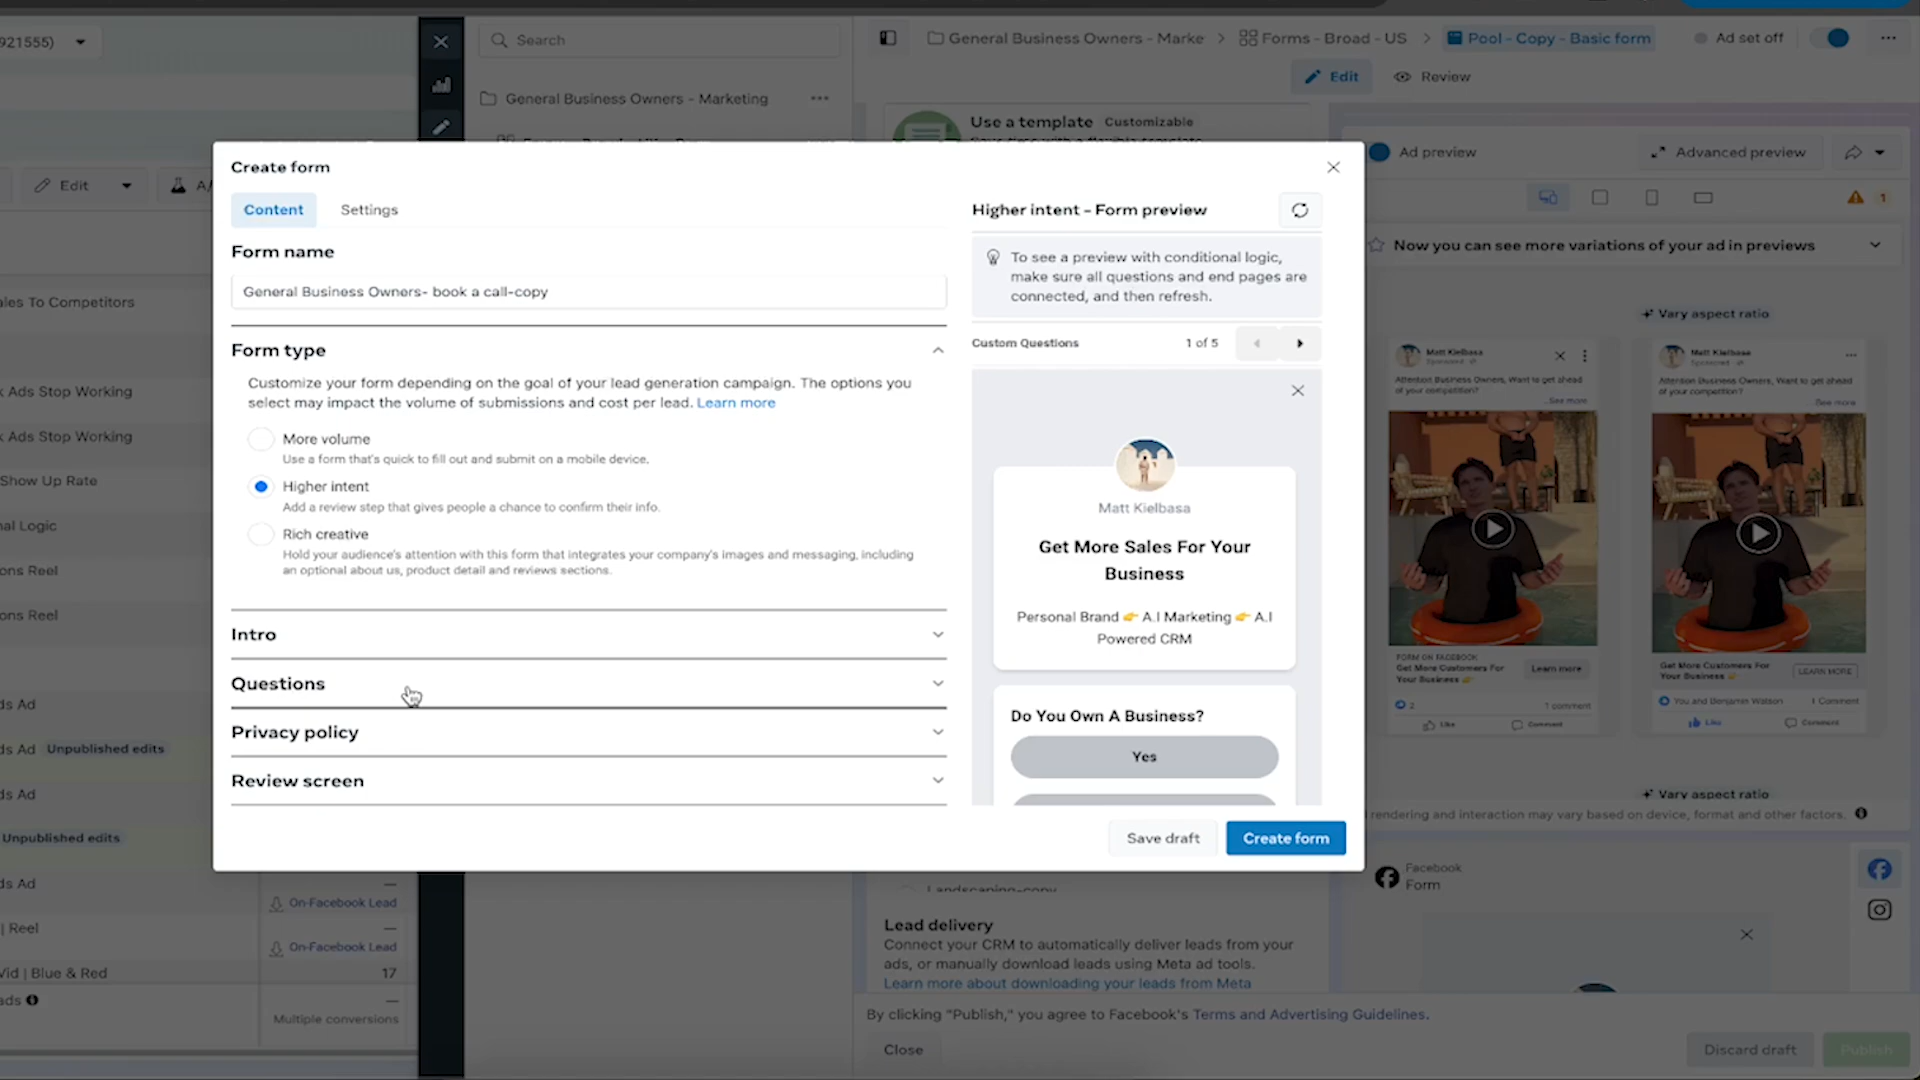 921555)
Search
General Business Owners - Marke
Forms - Broad - US
Pool - Copy - Basic form
Ad set off
Edit
Review
General Business Owners - Marketing
Use a template Customizable
Ad preview
Advanced preview
1
Edit
A/
Create form
Content
Settings
Form name
General Business Owners- book a call-copy
Form type
Customize your form depending on the goal of your lead generation campaign. The options you
select may impact the volume of submissions and cost per lead. Learn more
More volume
Use a form that's quick to fill out and submit on a mobile device.
Higher intent
Add a review step that gives people a chance to confirm their info.
Rich creative
Hold your audience's attention with this form that integrates your company's images and messaging, including
an optional about us, product detail and reviews sections.
Intro
Questions
Privacy policy
Review screen
Higher intent - Form preview
To see a preview with conditional logic,
make sure all questions and end pages are
connected, and then refresh.
Custom Questions
1 of 5
Matt Kielbasa
Get More Sales For Your
Business
Personal Brand 👉 A.I Marketing 👉 A.I
Powered CRM
Do You Own A Business?
Yes
Save draft
Create form
Now you can see more variations of your ad in previews
Vary aspect ratio
Matt Kielbasa
Sponsored
Attention Business Owners, Want to get ahead
of your competition?
...See more
FORM ON FACEBOOK
Get More Customers For
Your Business 👉
Learn more
2
1 comment
Like
Comment
Matt Kielbasa
Sponsored
Attention Business Owners, Want to get ahead
of your competition?
See more
Get More Customers For
Your Business 👉
LEARN MORE
You and Benjamin Watson
1 Comment
Like
Comment
Vary aspect ratio
rendering and interaction may vary based on device, format and other factors.
Facebook
Form
ales To Competitors
k Ads Stop Working
k Ads Stop Working
Show Up Rate
nal Logic
ons Reel
ons Reel
ds Ad
ds Ad Unpublished edits
ds Ad
Unpublished edits
ds Ad
—
On-Facebook Lead
| Reel
—
On-Facebook Lead
Vid | Blue & Red
17
ads
—
Multiple conversions
Landscaping-copy
Lead delivery
Connect your CRM to automatically deliver leads from your
ads, or manually download leads using Meta ad tools.
Learn more about downloading your leads from Meta
By clicking "Publish," you agree to Facebook's Terms and Advertising Guidelines.
Close
Discard draft
Publish